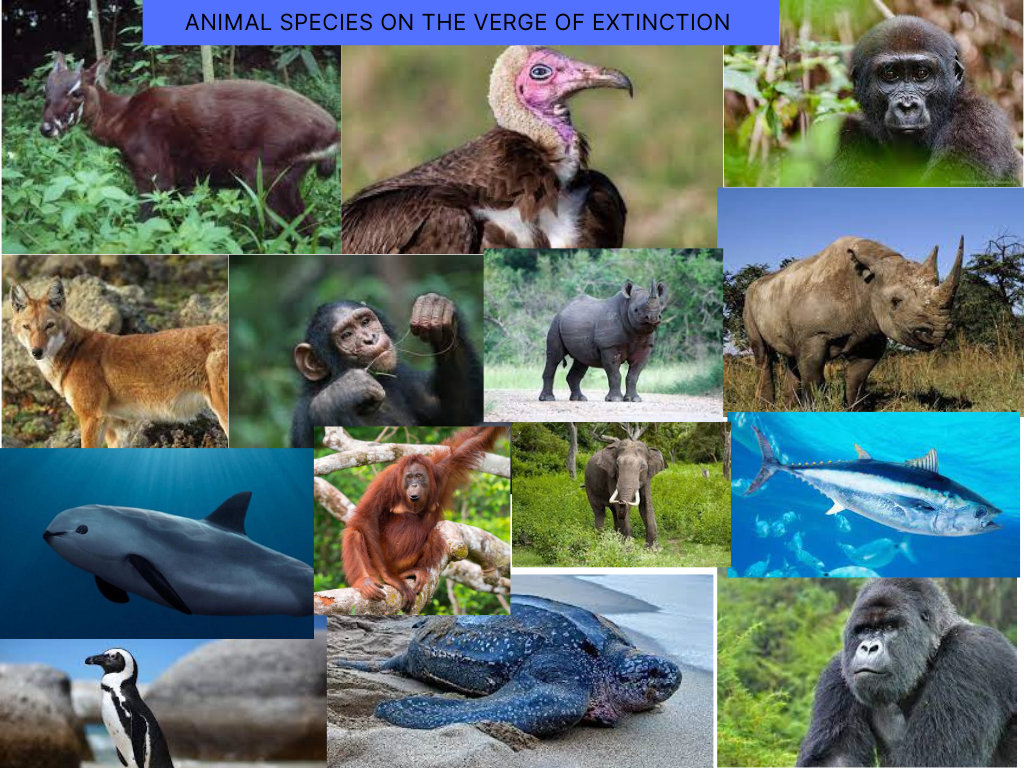 ANIMAL SPECIES ON THE VERGE OF EXTINCTION